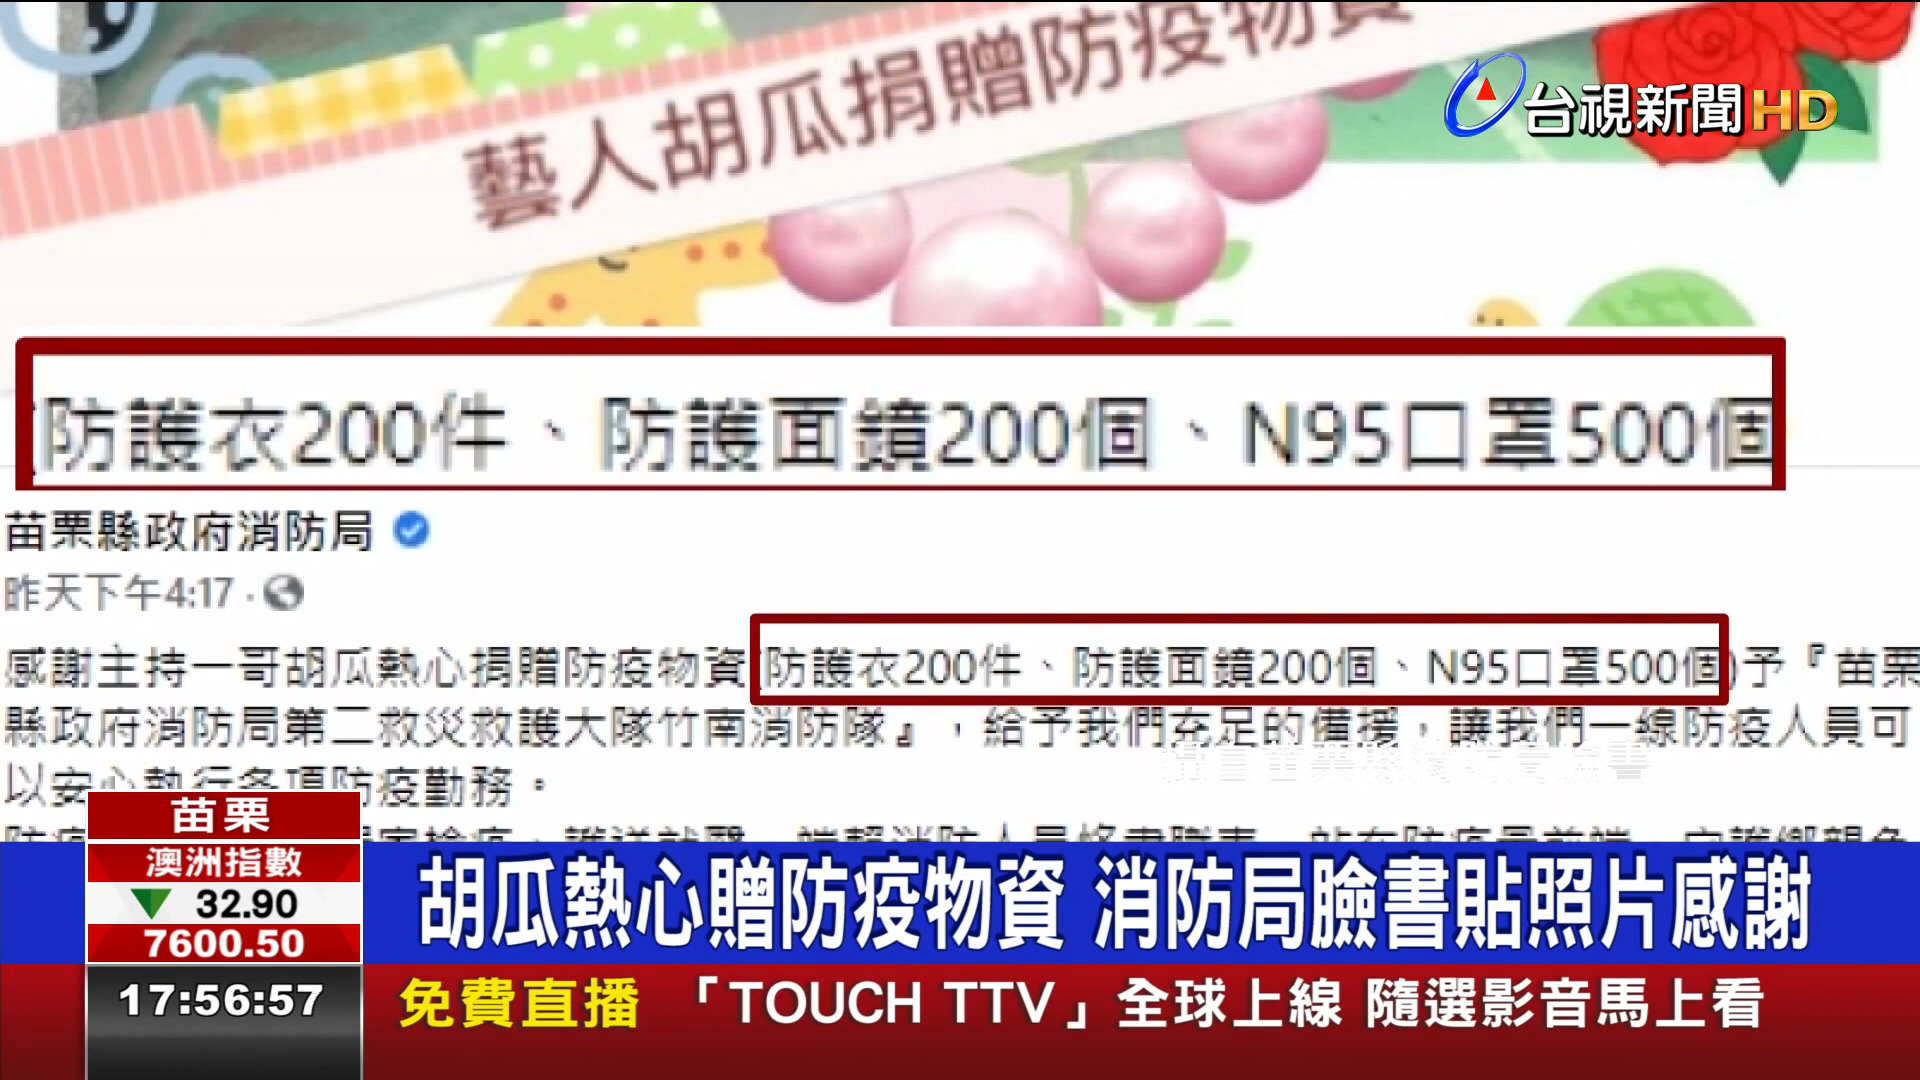 藝人胡瓜捐贈防疫物資
台視新聞HD
防護衣200件、防護面鏡200個、N95口罩500個
苗栗縣政府消防局
昨天下午4:17
感謝主持一哥胡瓜熱心捐贈防疫物資(防護衣200件、防護面鏡200個、N95口罩500個)予『苗栗
縣政府消防局第二救災救護大隊竹南消防隊』，給予我們充足的備援，讓我們一線防疫人員可
以安心執行各項防疫勤務。
苗栗
澳洲指數
32.90
7600.50
17:56:57
胡瓜熱心贈防疫物資 消防局臉書貼照片感謝
免費直播 「TOUCH TTV」全球上線 隨選影音馬上看